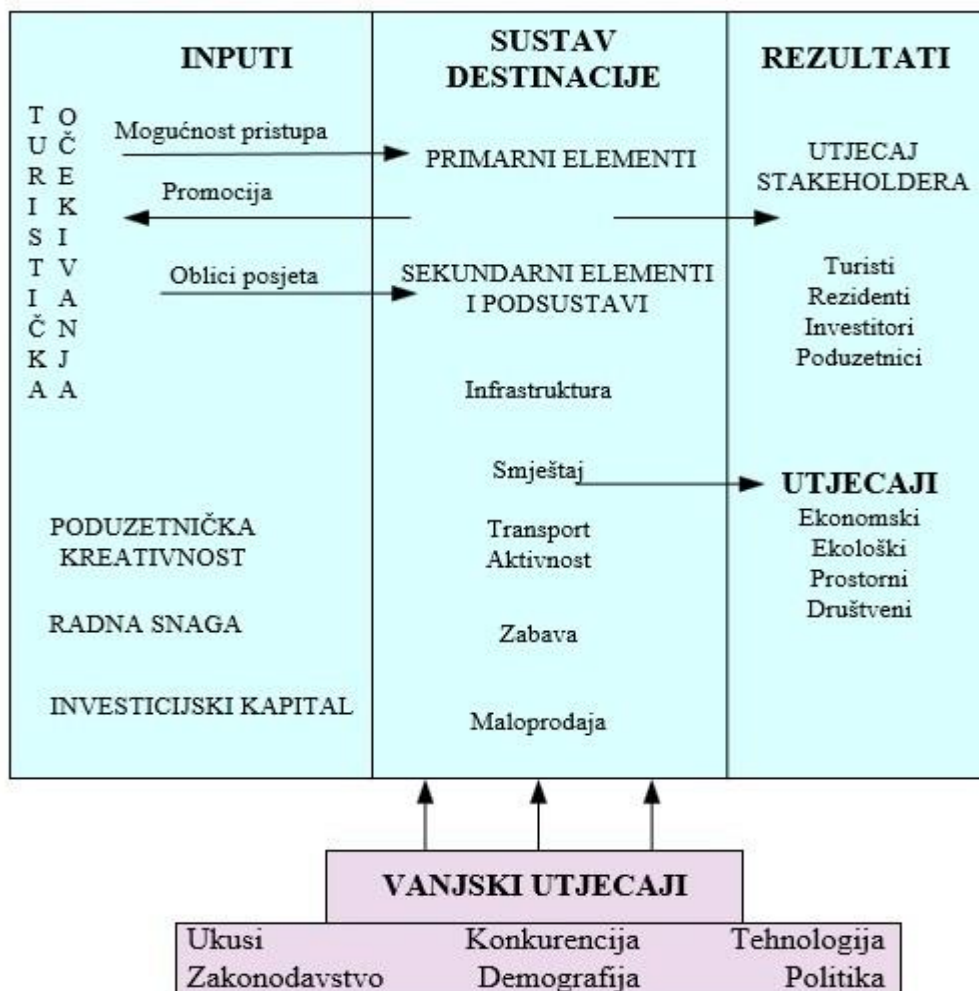 INPUTI
TURISTIČKA
OČEKIVANJA
Mogućnost pristupa
Promocija
Oblici posjeta
PODUZETNIČKA
KREATIVNOST
RADNA SNAGA
INVESTICIJSKI KAPITAL
SUSTAV
DESTINACIJE
PRIMARNI ELEMENTI
SEKUNDARNI ELEMENTI
I PODSUSTAVI
Infrastruktura
Smještaj
Transport
Aktivnost
Zabava
Maloprodaja
REZULTATI
UTJECAJ
STAKEHOLDERA
Turisti
Rezidenti
Investitori
Poduzetnici
UTJECAJI
Ekonomski
Ekološki
Prostorni
Društveni
VANJSKI UTJECAJI
Ukusi Konkurencija Tehnologija
Zakonodavstvo Demografija Politika